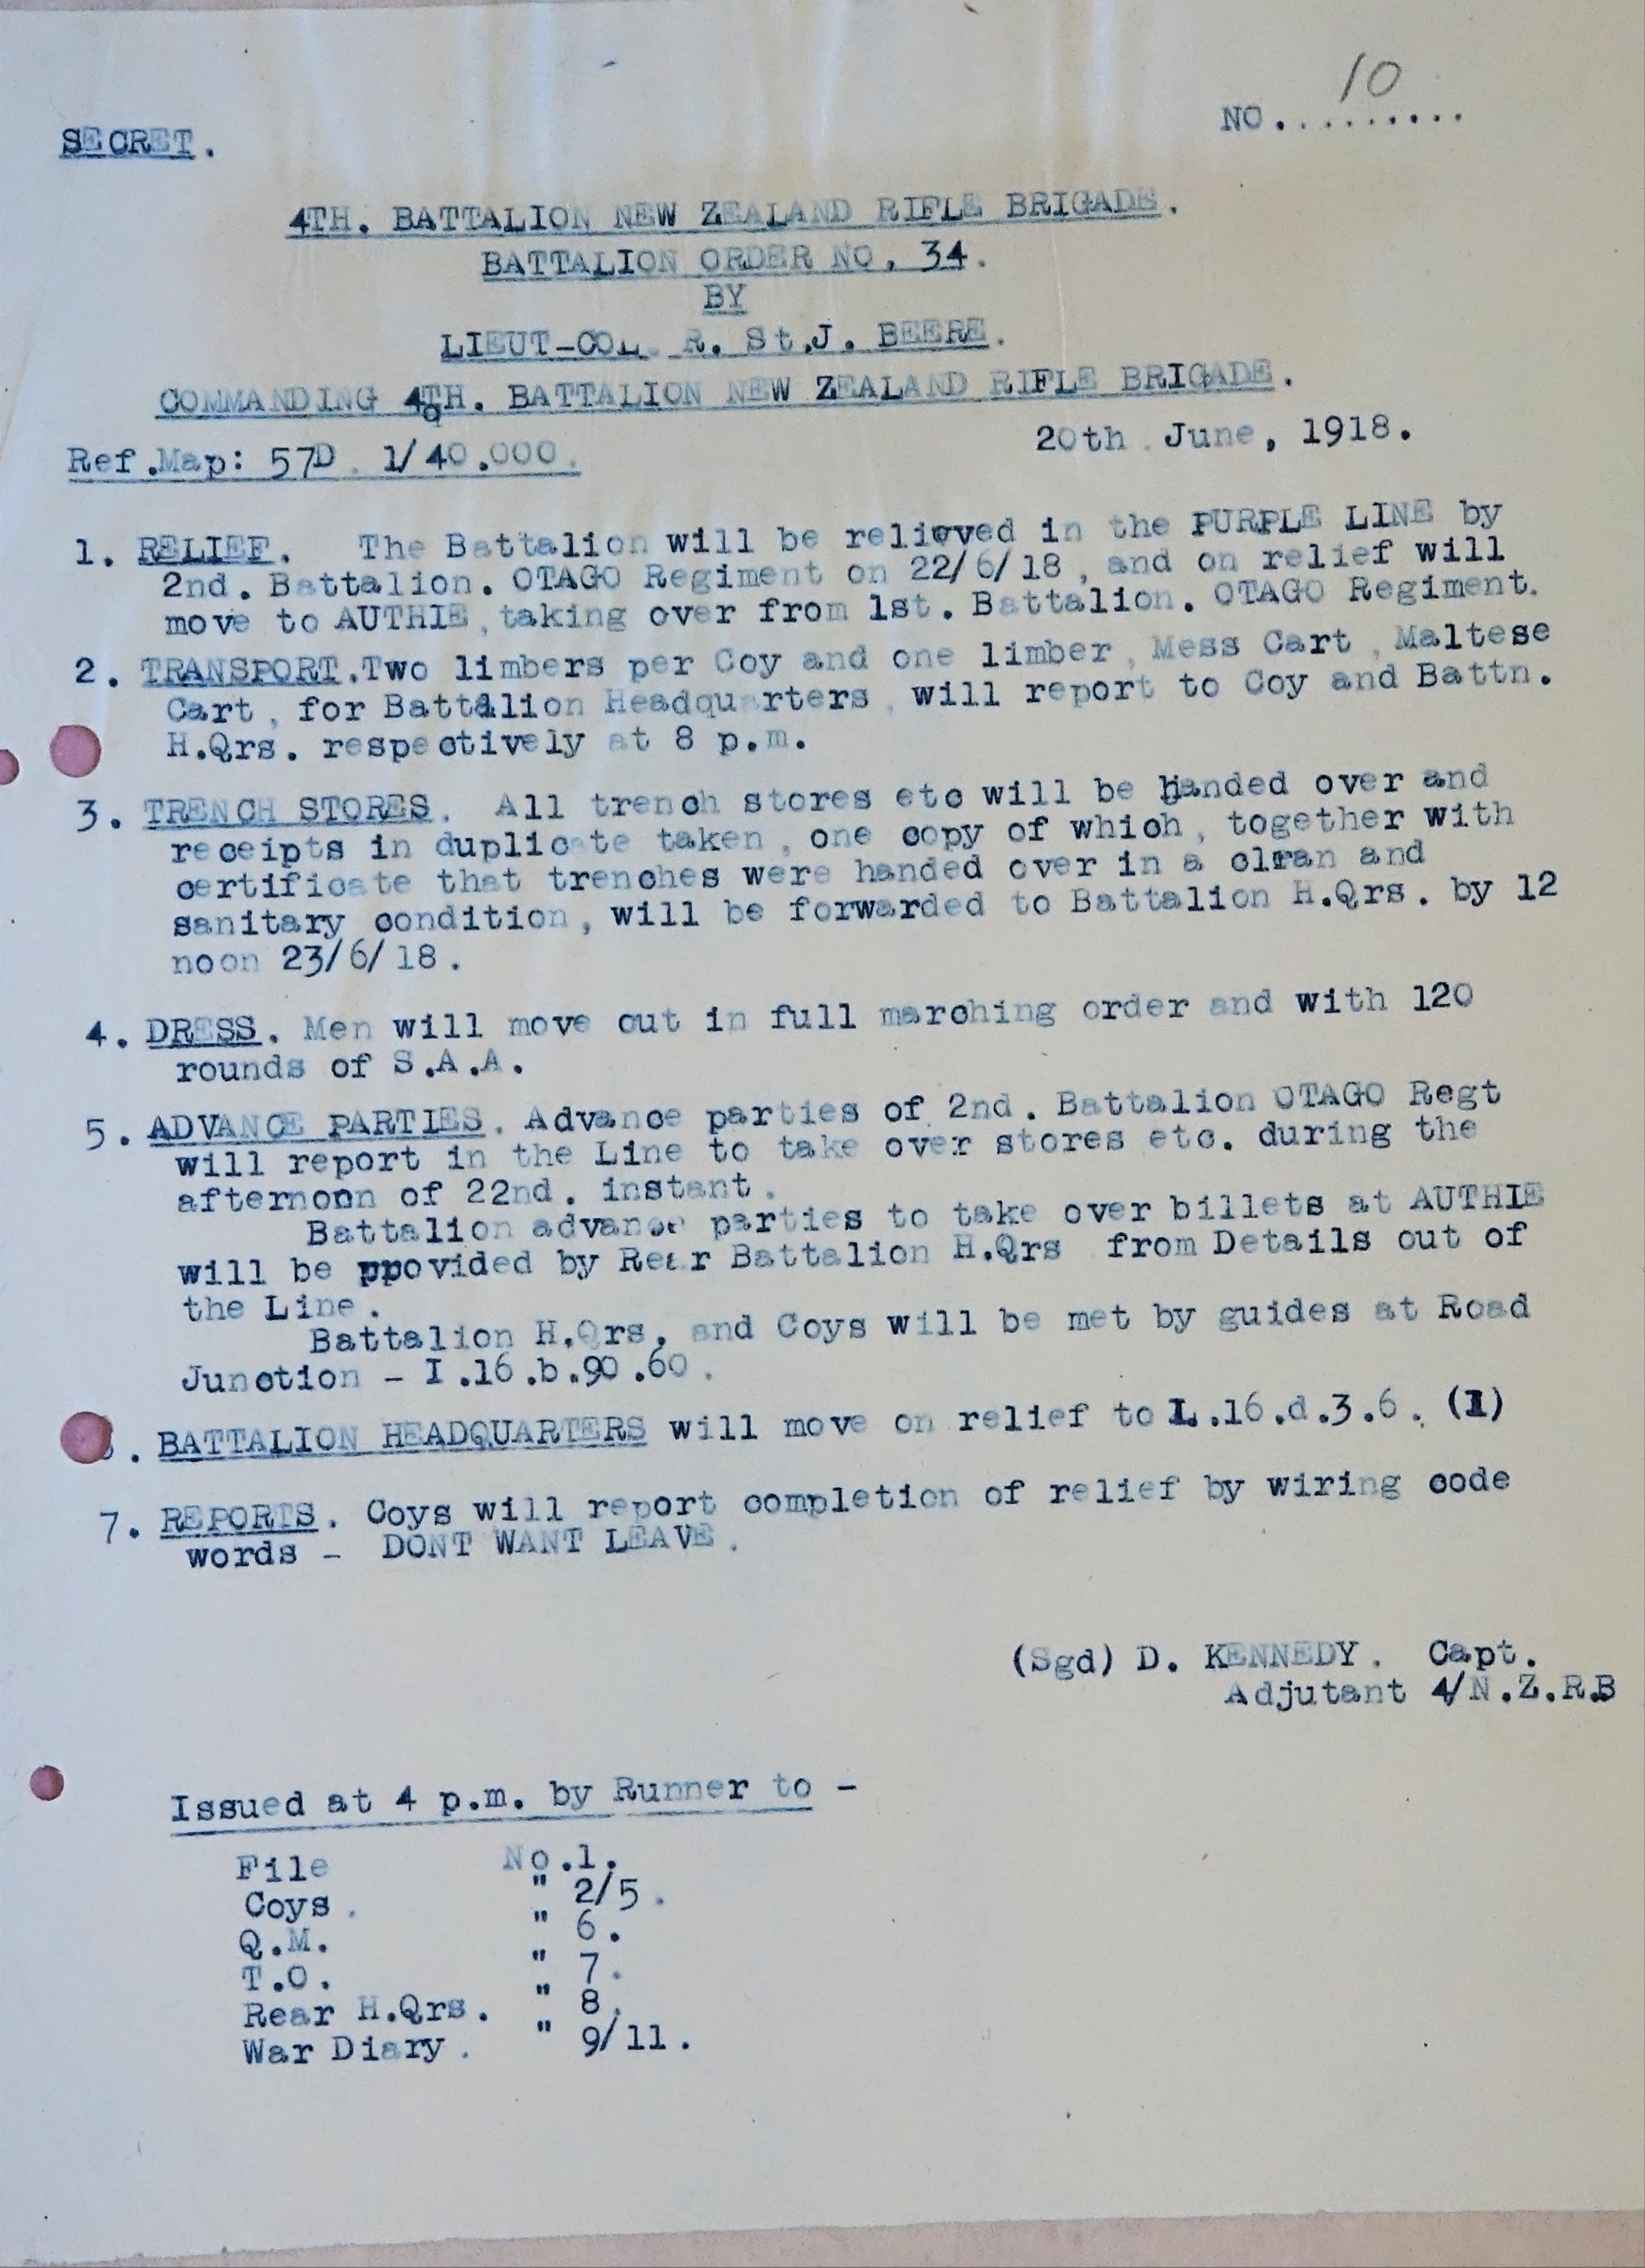 10
NO.........
SECRET.
4TH. BATTALION NEW ZEALAND RIFLE BRIGADE.
BATTALION ORDER NO. 34.
BY
LIEUT-COL. R. St.J. BEERE.
COMMANDING 4TH. BATTALION NEW ZEALAND RIFLE BRIGADE.
20th. June, 1918.
Ref.Map: 57D. 1/40.000.
1. RELIEF. The Battalion will be relieved in the PURPLE LINE by
2nd. Battalion. OTAGO Regiment on 22/6/18, and on relief will
move to AUTHIE, taking over from 1st. Battalion. OTAGO Regiment.
2. TRANSPORT. Two limbers per Coy and one limber, Mess Cart, Maltese
Cart, for Battalion Headquarters, will report to Coy and Battn.
H.Qrs. respectively at 8 p.m.
3. TRENCH STORES. All trench stores etc will be handed over and
receipts in duplicate taken, one copy of which, together with
certificate that trenches were handed over in a clean and
sanitary condition, will be forwarded to Battalion H.Qrs. by 12
noon 23/6/18.
4. DRESS. Men will move out in full marching order and with 120
rounds of S.A.A.
5. ADVANCE PARTIES. Advance parties of 2nd. Battalion OTAGO Regt
will report in the Line to take over stores etc. during the
afternoon of 22nd. instant.
Battalion advance parties to take over billets at AUTHIE
will be ppovided by Rear Battalion H.Qrs from Details out of
the Line.
Battalion H.Qrs. and Coys will be met by guides at Road
Junction - I.16.b.90.60.
. BATTALION HEADQUARTERS will move on relief to I.16.d.3.6. (1)
7. REPORTS. Coys will report completion of relief by wiring code
words - DONT WANT LEAVE.
(Sgd) D. KENNEDY. Capt.
Adjutant 4/N.Z.R.B
Issued at 4 p.m. by Runner to -
File No.1.
Coys. " 2/5.
Q.M. " 6.
T.O. " 7.
Rear H.Qrs. " 8.
War Diary. " 9/11.